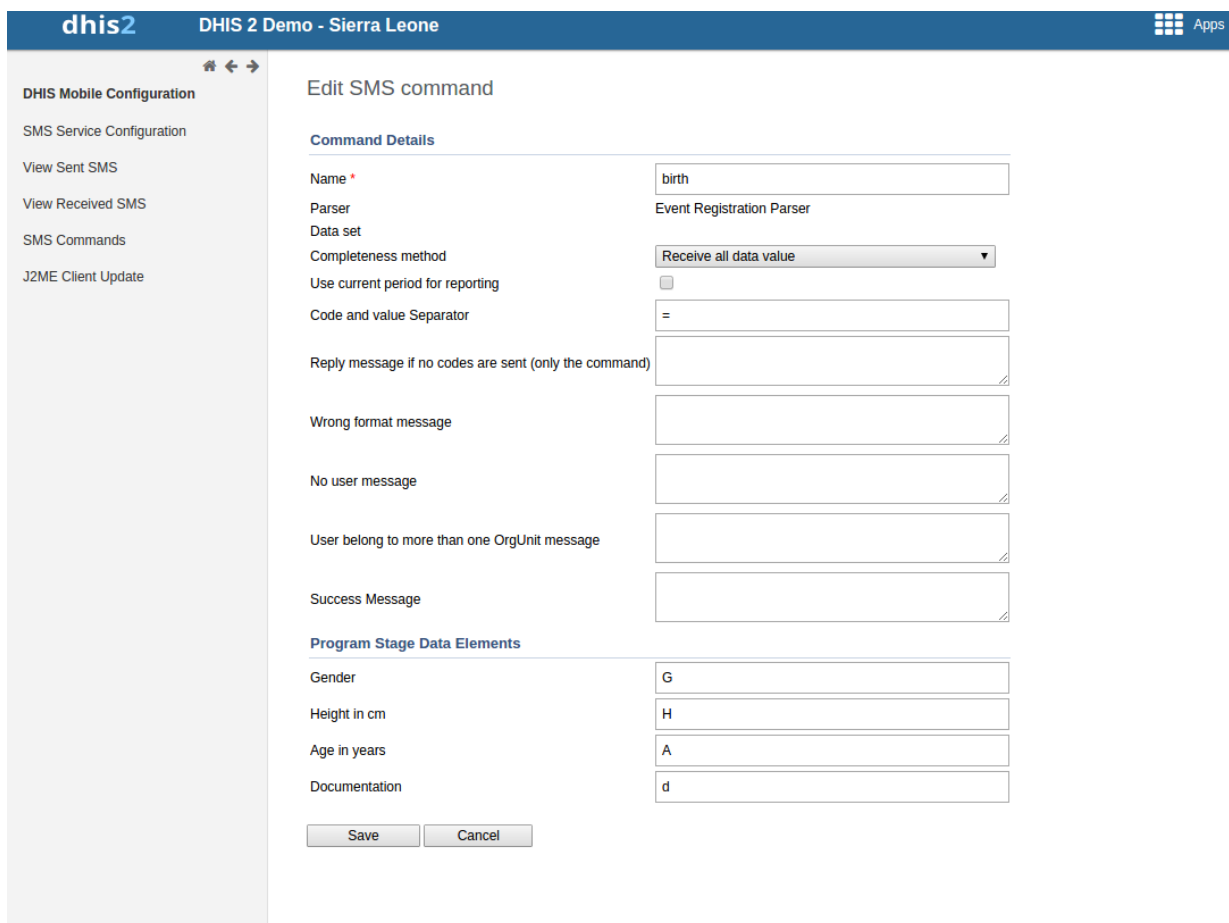 dhis2 DHIS 2 Demo - Sierra Leone Apps
DHIS Mobile Configuration
SMS Service Configuration
View Sent SMS
View Received SMS
SMS Commands
J2ME Client Update
Edit SMS command
Command Details
Name * birth
Parser Event Registration Parser
Data set
Completeness method Receive all data value
Use current period for reporting
Code and value Separator =
Reply message if no codes are sent (only the command)
Wrong format message
No user message
User belong to more than one OrgUnit message
Success Message
Program Stage Data Elements
Gender G
Height in cm H
Age in years A
Documentation d
Save Cancel